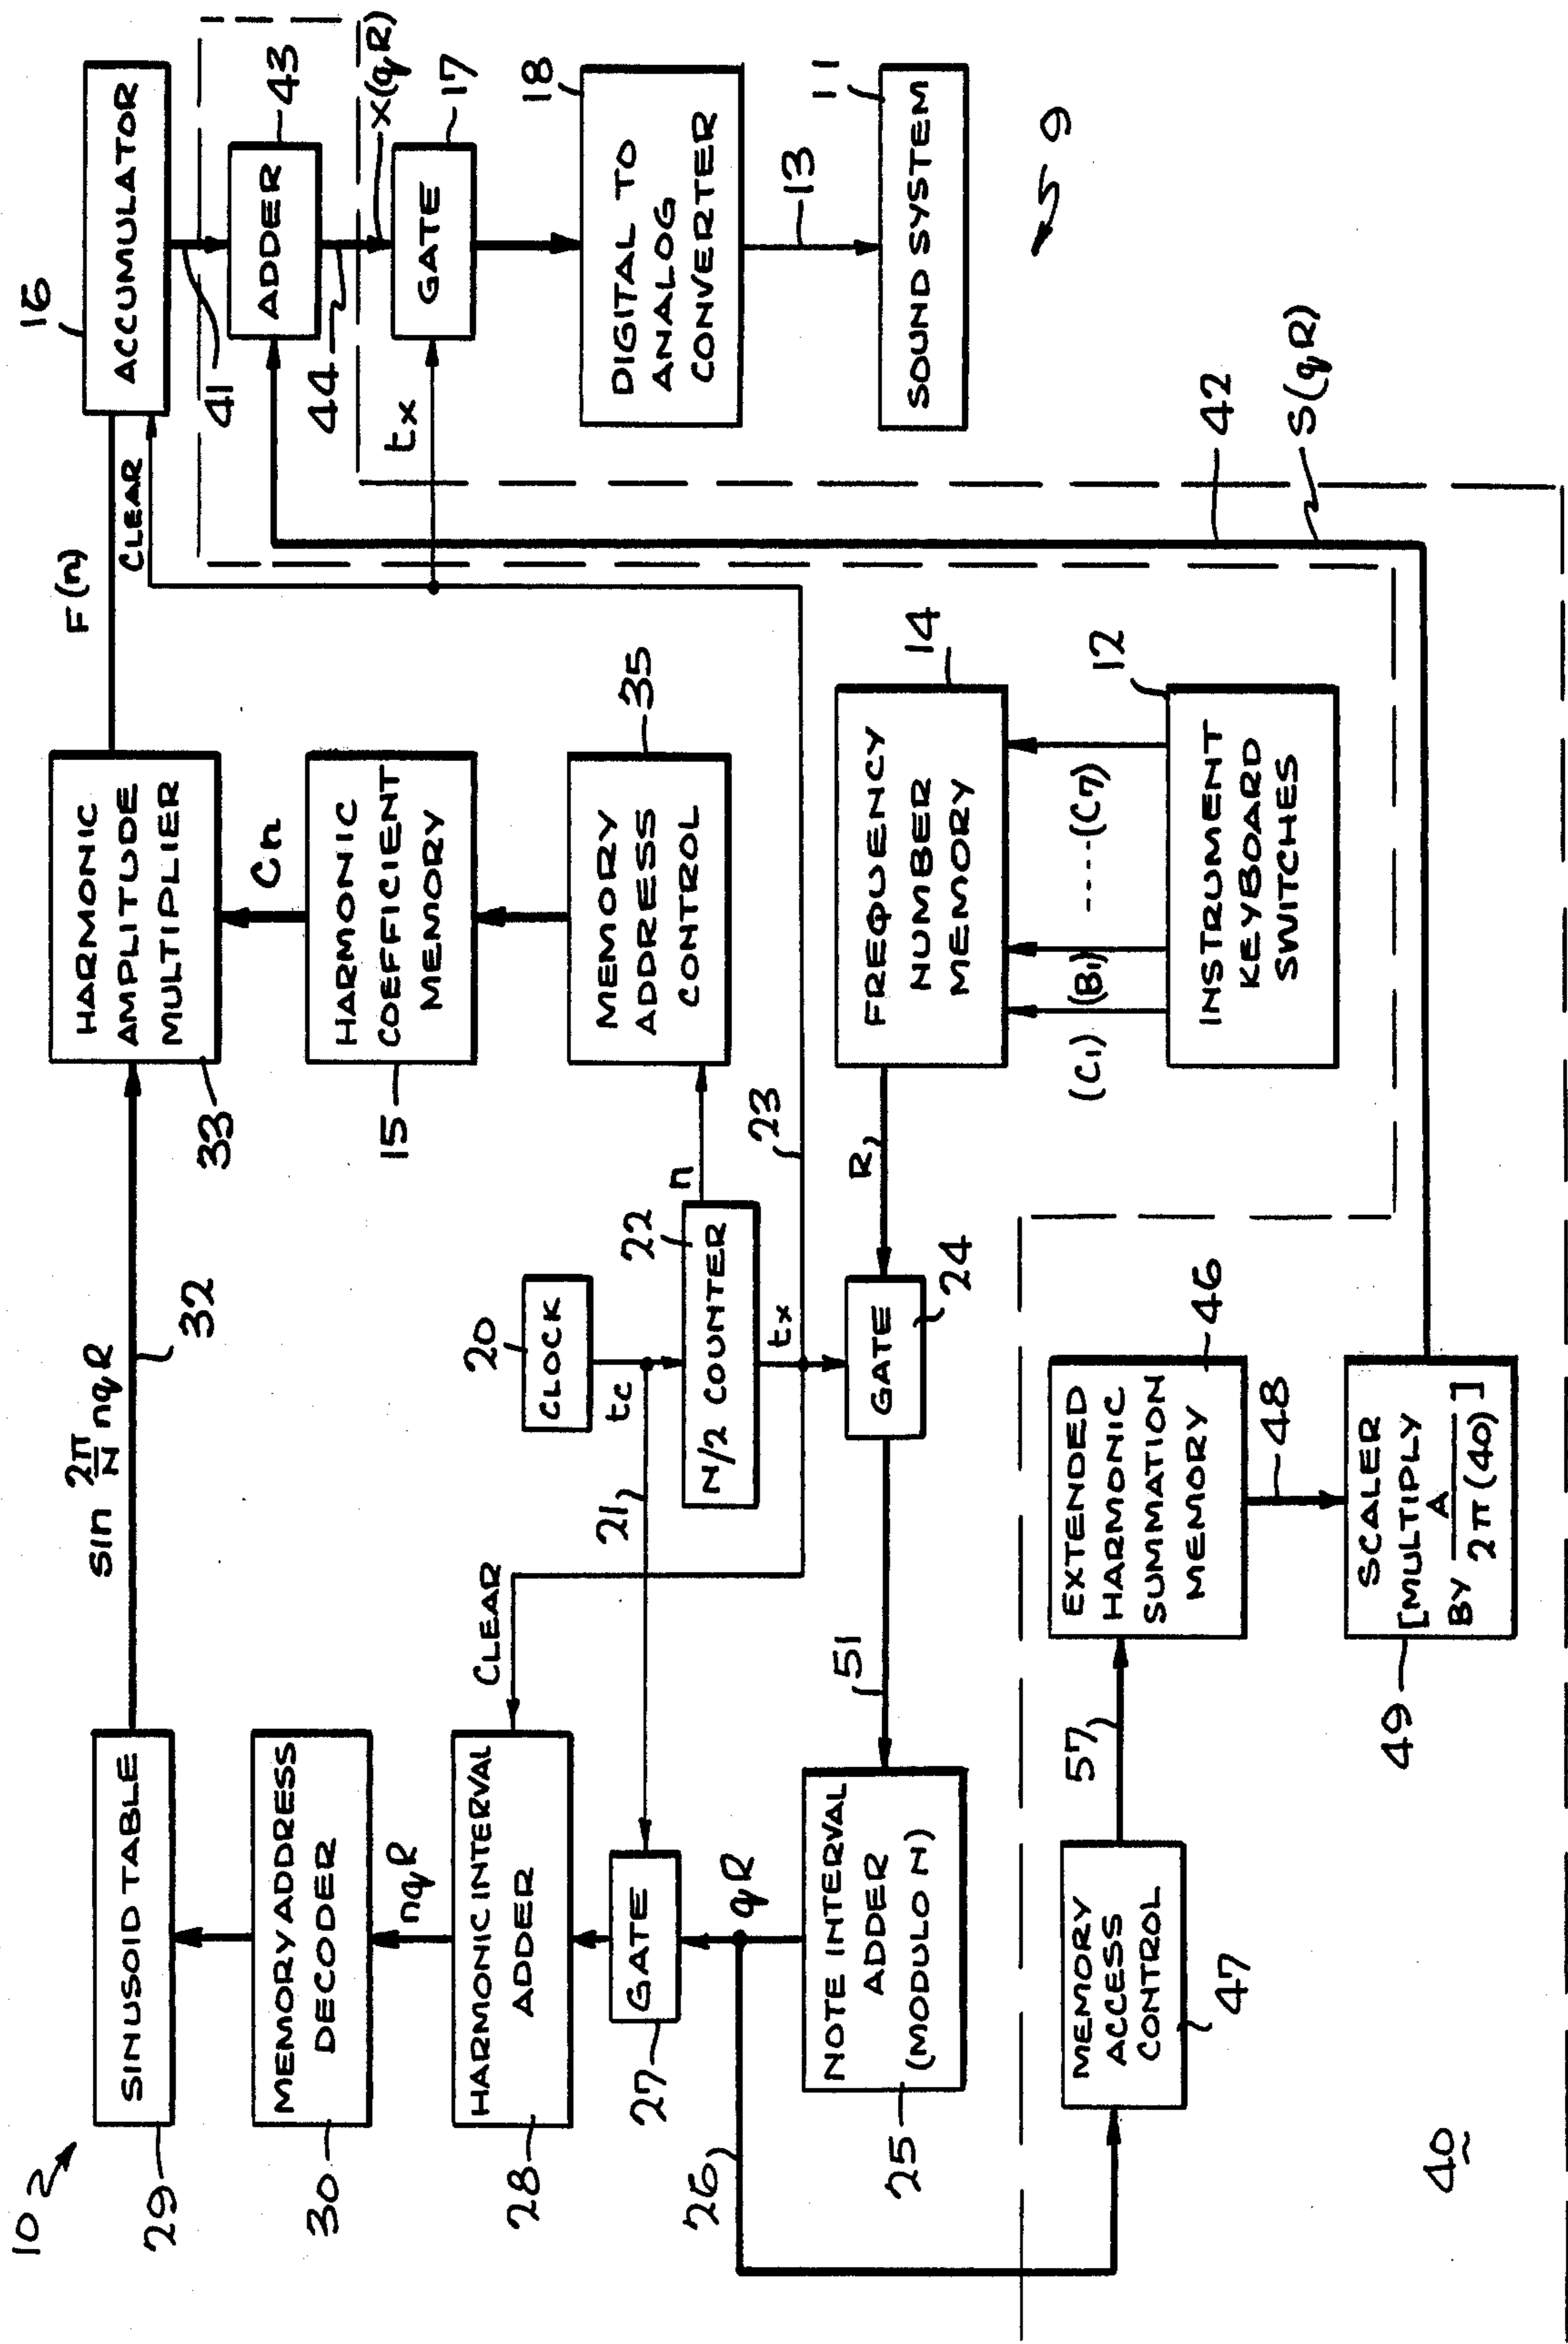 10
29
SINUSOID TABLE
sin 2π/N nqR
32
33
HARMONIC
AMPLITUDE
MULTIPLIER
F(n)
16
ACCUMULATOR
CLEAR
41
30
MEMORY ADDRESS
DECODER
nqR
Cn
15
HARMONIC
COEFFICIENT
MEMORY
ADDER
43
44
X(qR)
28
HARMONIC INTERVAL
ADDER
CLEAR
20
CLOCK
tc
21
35
MEMORY
ADDRESS
CONTROL
tx
GATE
17
27
GATE
22
N/2 COUNTER
n
tx
23
18
DIGITAL TO
ANALOG
CONVERTER
13
26
qR
25
NOTE INTERVAL
ADDER
(MODULO N)
51
GATE
24
R
14
FREQUENCY
NUMBER
MEMORY
11
SOUND SYSTEM
9
(C1)
(B1)
----(C7)
12
INSTRUMENT
KEYBOARD
SWITCHES
47
MEMORY
ACCESS
CONTROL
57
46
EXTENDED
HARMONIC
SUMMATION
MEMORY
48
42
S(qR)
49
SCALER
[MULTIPLY
BY A/2π(40)]
40